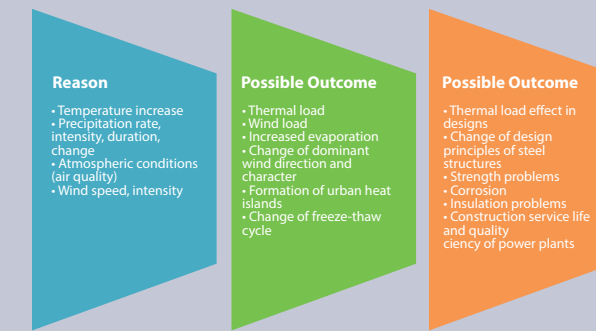 Reason
• Temperature increase
• Precipitation rate,
intensity, duration,
change
• Atmospheric conditions
(air quality)
• Wind speed, intensity
Possible Outcome
• Thermal load
• Wind load
• Increased evaporation
• Change of dominant
wind direction and
character
• Formation of urban heat
islands
• Change of freeze-thaw
cycle
Possible Outcome
• Thermal load effect in
designs
• Change of design
principles of steel
structures
• Strength problems
• Corrosion
• Insulation problems
• Construction service life
and quality
ciency of power plants